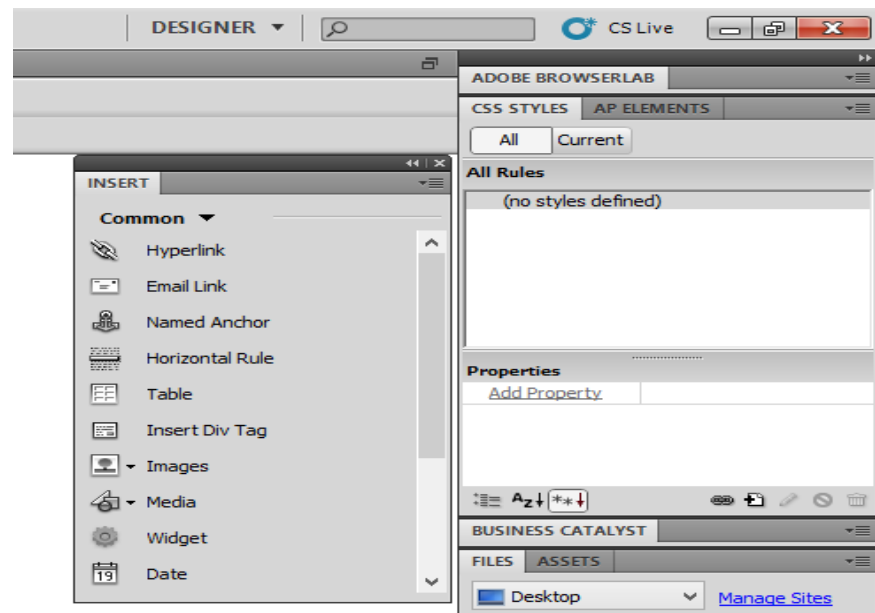 DESIGNER
CS Live
ADOBE BROWSERLAB
CSS STYLES AP ELEMENTS
All Current
All Rules
(no styles defined)
INSERT
Common
Hyperlink
Email Link
Named Anchor
Horizontal Rule
Table
Insert Div Tag
Images
Media
Widget
19 Date
Properties
Add Property
Az
**
BUSINESS CATALYST
FILES ASSETS
Desktop Manage Sites